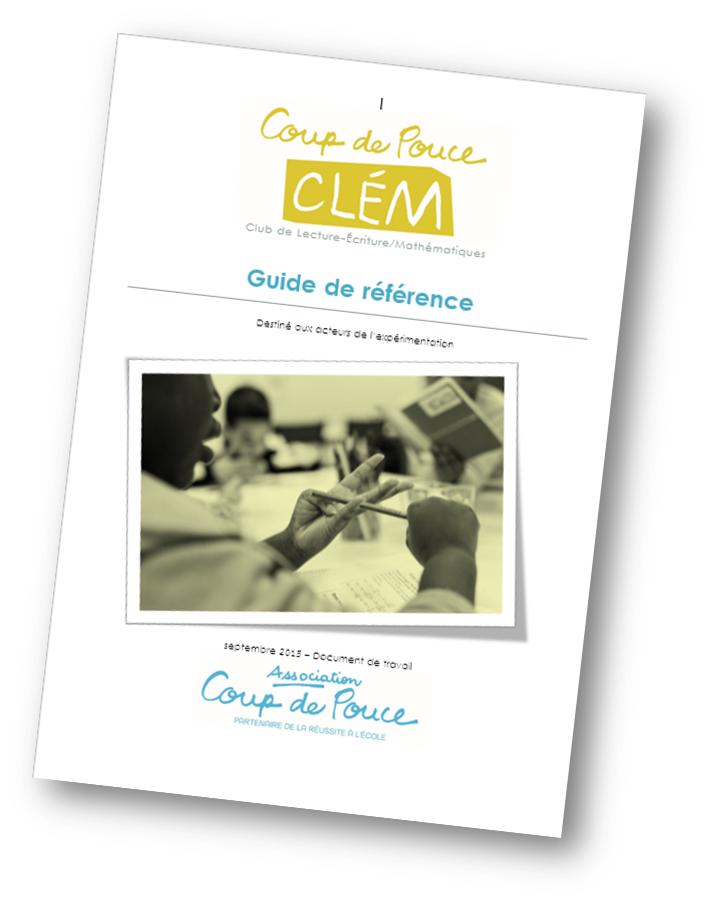 Coup de Pouce
CLÉM
Club de Lecture-Écriture/Mathématiques
Guide de référence
Destiné aux acteurs de l'expérimentation
septembre 2015 – Document de travail
Association
Coup de Pouce
PARTENAIRE DE LA RÉUSSITE À L'ÉCOLE